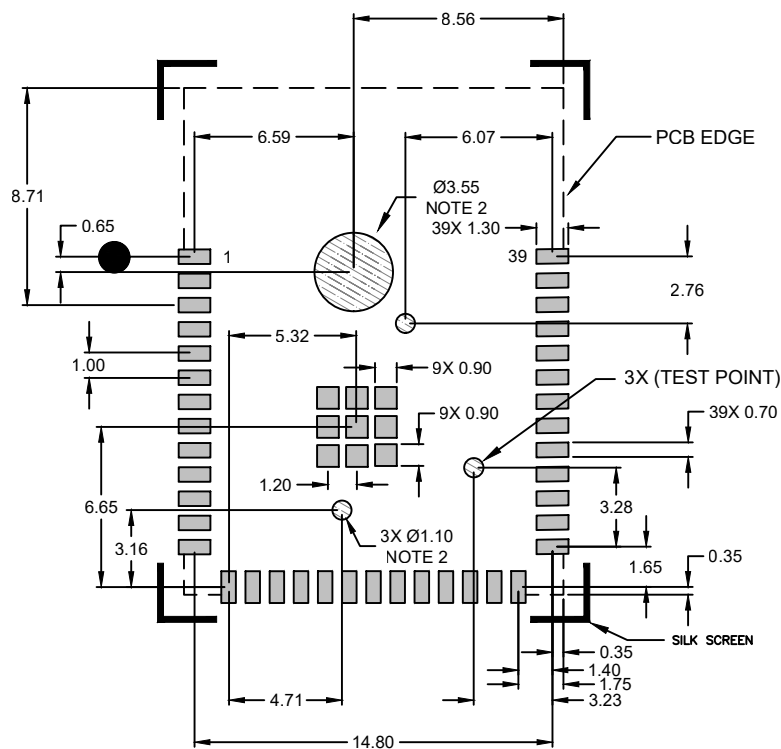 8.56
6.59
6.07
PCB EDGE
8.71
Ø3.55
NOTE 2
0.65
39X 1.30
1
39
2.76
5.32
1.00
9X 0.90
3X (TEST POINT)
9X 0.90
39X 0.70
6.65
1.20
3.28
3.16
3X Ø1.10
NOTE 2
0.35
1.65
SILK SCREEN
0.35
1.40
1.75
4.71
3.23
14.80